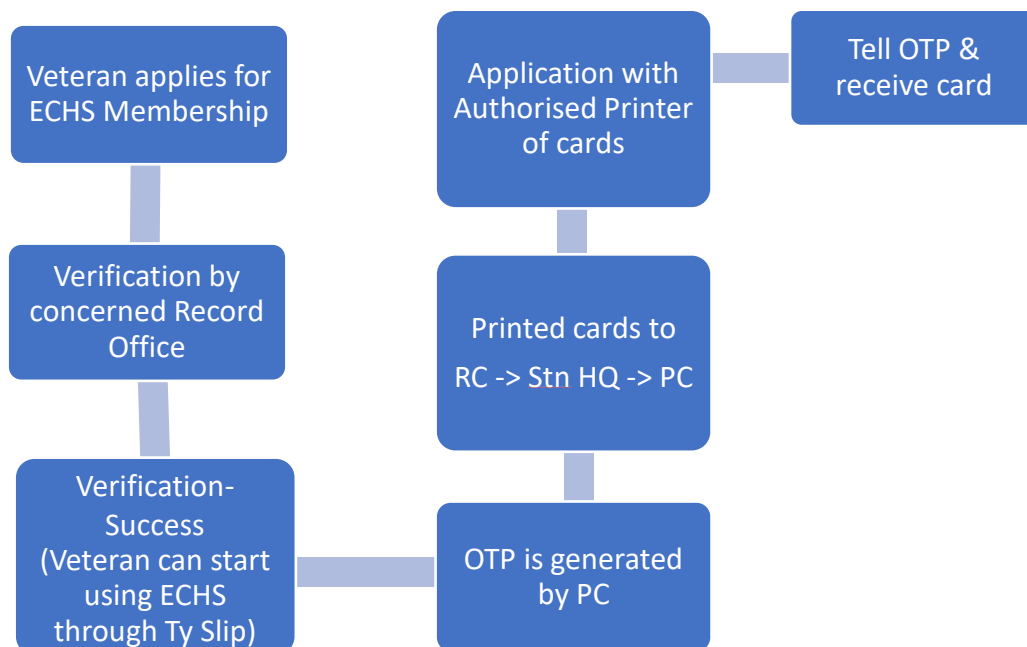 Veteran applies for
ECHS Membership
Verification by
concerned Record
Office
Verification-
Success
(Veteran can start
using ECHS
through Ty Slip)
OTP is generated
by PC
Printed cards to
RC -> Stn HQ -> PC
Application with
Authorised Printer
of cards
Tell OTP &
receive card